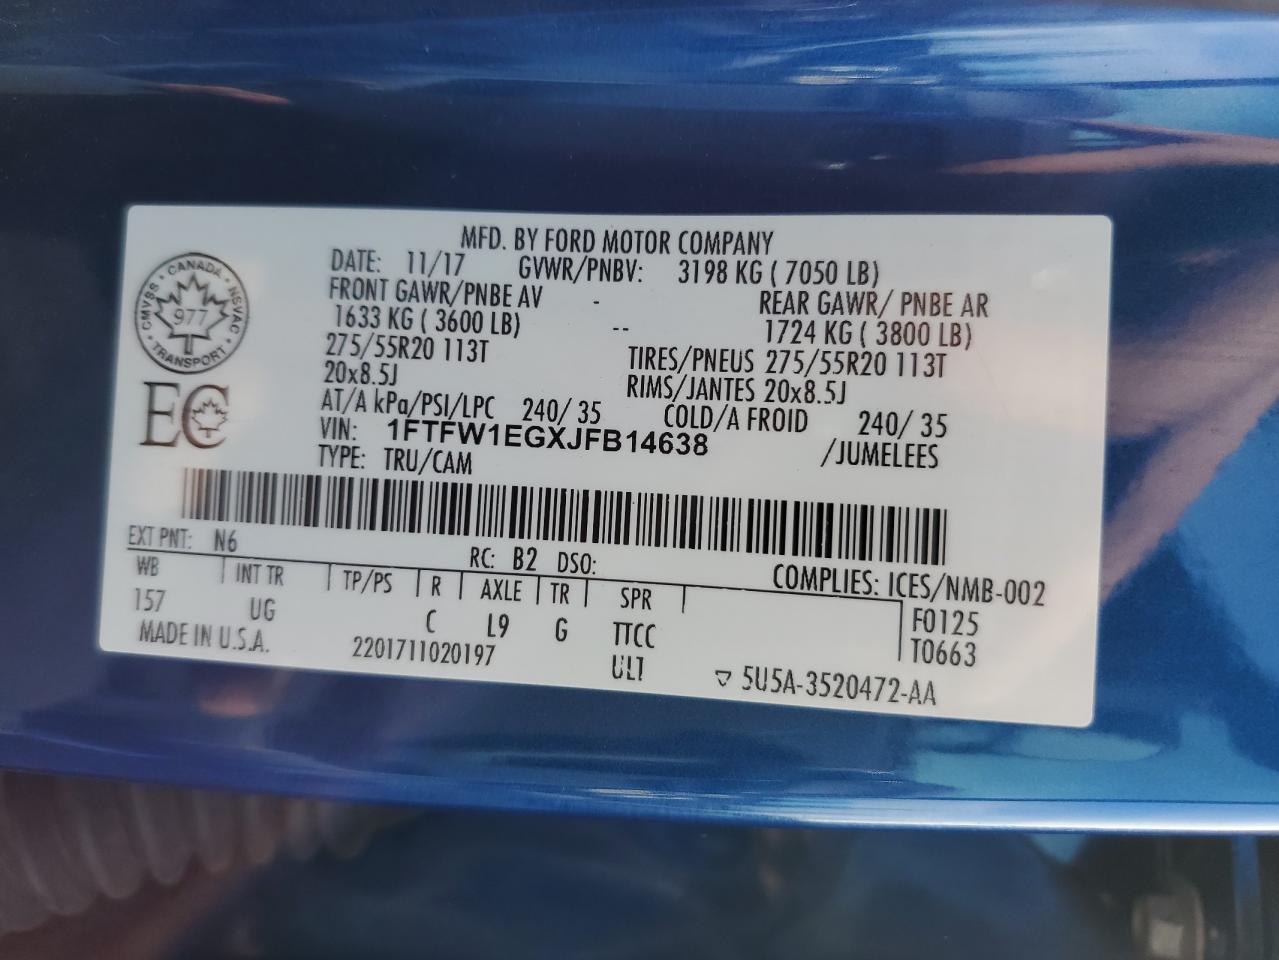 MFD. BY FORD MOTOR COMPANY
DATE: 11/17 GVWR/PNBV: 3198 KG ( 7050 LB)
FRONT GAWR/PNBE AV - REAR GAWR/ PNBE AR
1633 KG ( 3600 LB) -- 1724 KG ( 3800 LB)
275/55R20 113T TIRES/PNEUS 275/55R20 113T
20x8.5J RIMS/JANTES 20x8.5J
AT/A kPa/PSI/LPC 240/ 35 COLD/A FROID 240/ 35
VIN: 1FTFW1EGXJFB14638 /JUMELEES
TYPE: TRU/CAM
CANADA
CMVSS 977 NSVAC
TRANSPORT
EC
EXT PNT: N6 RC: B2 DSO: COMPLIES: ICES/NMB-002
WB INT TR TP/PS R AXLE TR SPR F0125
157 UG C L9 G TTCC T0663
MADE IN U.S.A. 2201711020197 ULT ▽ 5U5A-3520472-AA